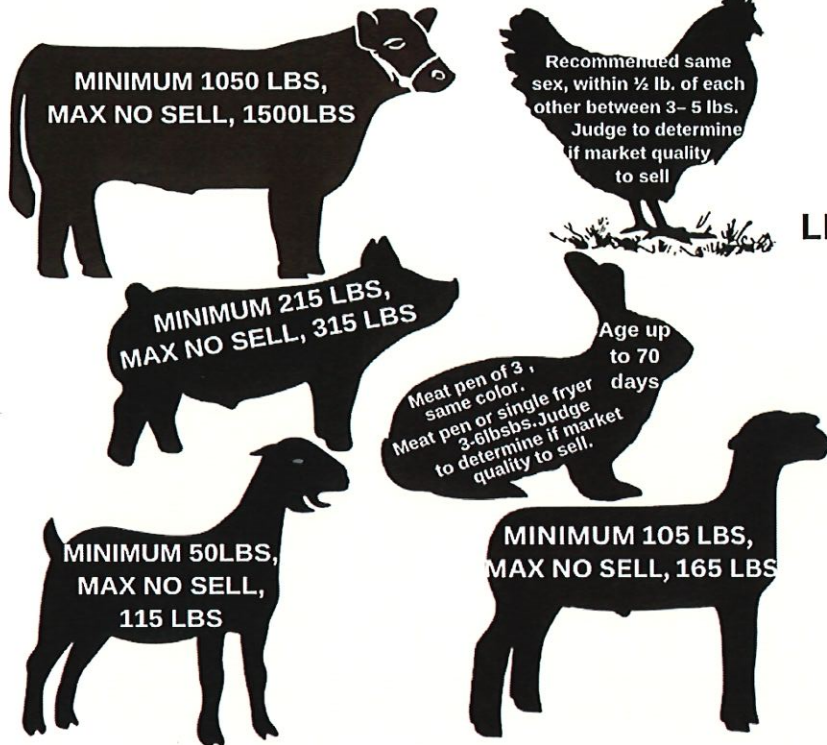 MINIMUM 1050 LBS,
MAX NO SELL, 1500LBS
Recommended same
sex, within ½ lb. of each
other between 3– 5 lbs.
Judge to determine
if market quality
to sell
MINIMUM 215 LBS,
MAX NO SELL, 315 LBS
Age up
to 70
days
Meat pen of 3 ,
same color.
Meat pen or single fryer
3-6lbsbs.Judge
to determine if market
quality to sell.
MINIMUM 50LBS,
MAX NO SELL,
115 LBS
MINIMUM 105 LBS,
MAX NO SELL, 165 LBS